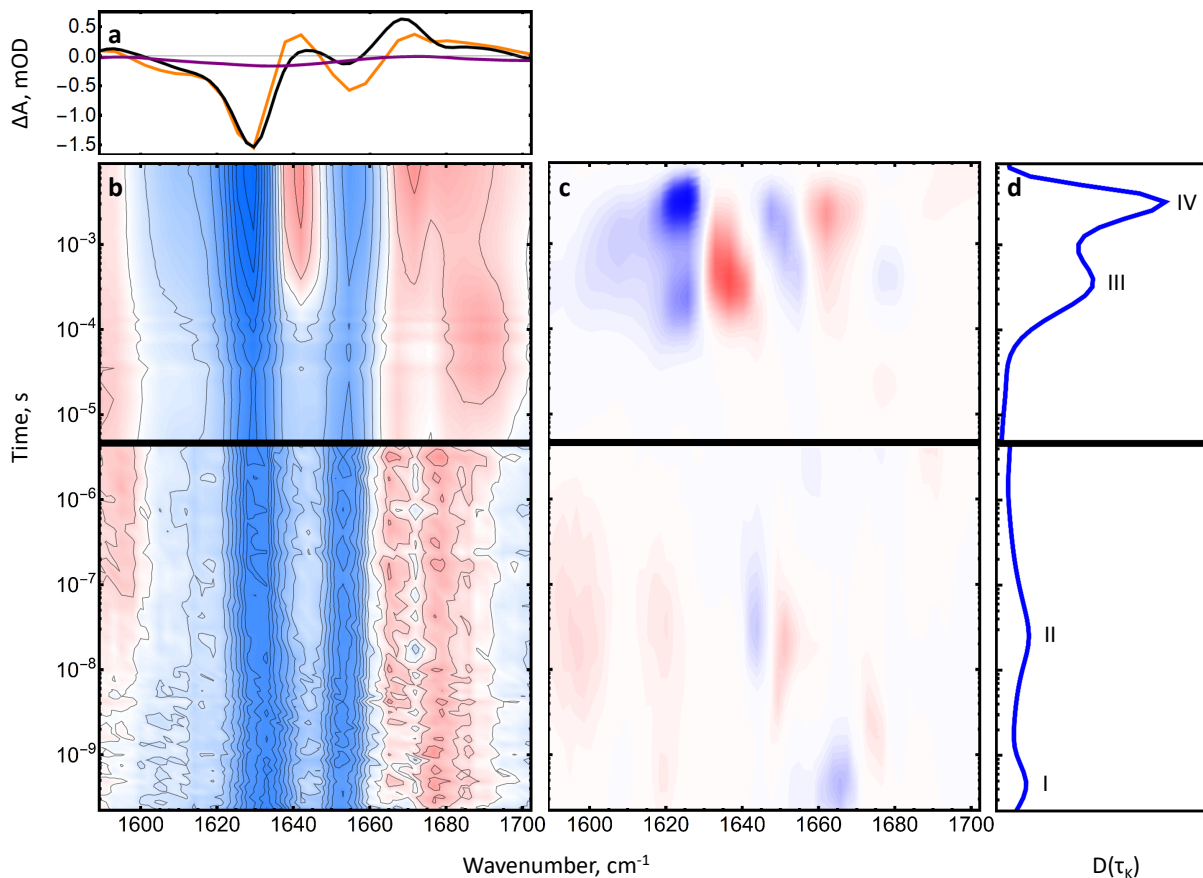 0.5
0.0
−0.5
−1.0
−1.5
ΔA, mOD
a
b
c
d
IV
III
II
I
10⁻³
10⁻⁴
10⁻⁵
10⁻⁶
10⁻⁷
10⁻⁸
10⁻⁹
Time, s
1600 1620 1640 1660 1680 1700
1600 1620 1640 1660 1680 1700
Wavenumber, cm⁻¹
D(τ_K)